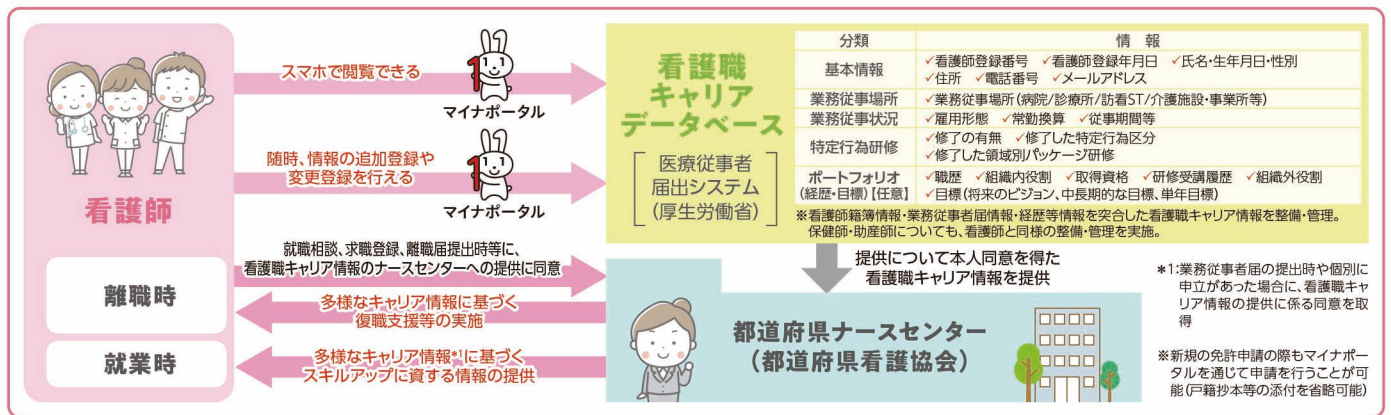 看護師
スマホで閲覧できる
マイナポータル
随時、情報の追加登録や
変更登録を行える
マイナポータル
看護職
キャリア
データベース
医療従事者
届出システム
(厚生労働省)
分類 情報
基本情報 ✓看護師登録番号 ✓看護師登録年月日 ✓氏名・生年月日・性別
✓住所 ✓電話番号 ✓メールアドレス
業務従事場所 ✓業務従事場所(病院/診療所/訪看ST/介護施設・事業所等)
業務従事状況 ✓雇用形態 ✓常勤換算 ✓従事期間等
特定行為研修 ✓修了の有無 ✓修了した特定行為区分
✓修了した領域別パッケージ研修
ポートフォリオ ✓職歴 ✓組織内役割 ✓取得資格 ✓研修受講履歴 ✓組織外役割
(経歴・目標)【任意】 ✓目標(将来のビジョン、中長期的な目標、単年目標)
※看護師籍簿情報・業務従事者届情報・経歴等情報を突合した看護職キャリア情報を整備・管理。
保健師・助産師についても、看護師と同様の整備・管理を実施。
離職時
就業時
就職相談、求職登録、離職届提出時等に、
看護職キャリア情報のナースセンターへの提供に同意
多様なキャリア情報に基づく
復職支援等の実施
多様なキャリア情報*1に基づく
スキルアップに資する情報の提供
提供について本人同意を得た
看護職キャリア情報を提供
都道府県ナースセンター
(都道府県看護協会)
*1:業務従事者届の提出時や個別に
申立があった場合に、看護職キャ
リア情報の提供に係る同意を取
得
※新規の免許申請の際もマイナポー
タルを通じて申請を行うことが可
能(戸籍抄本等の添付を省略可能)